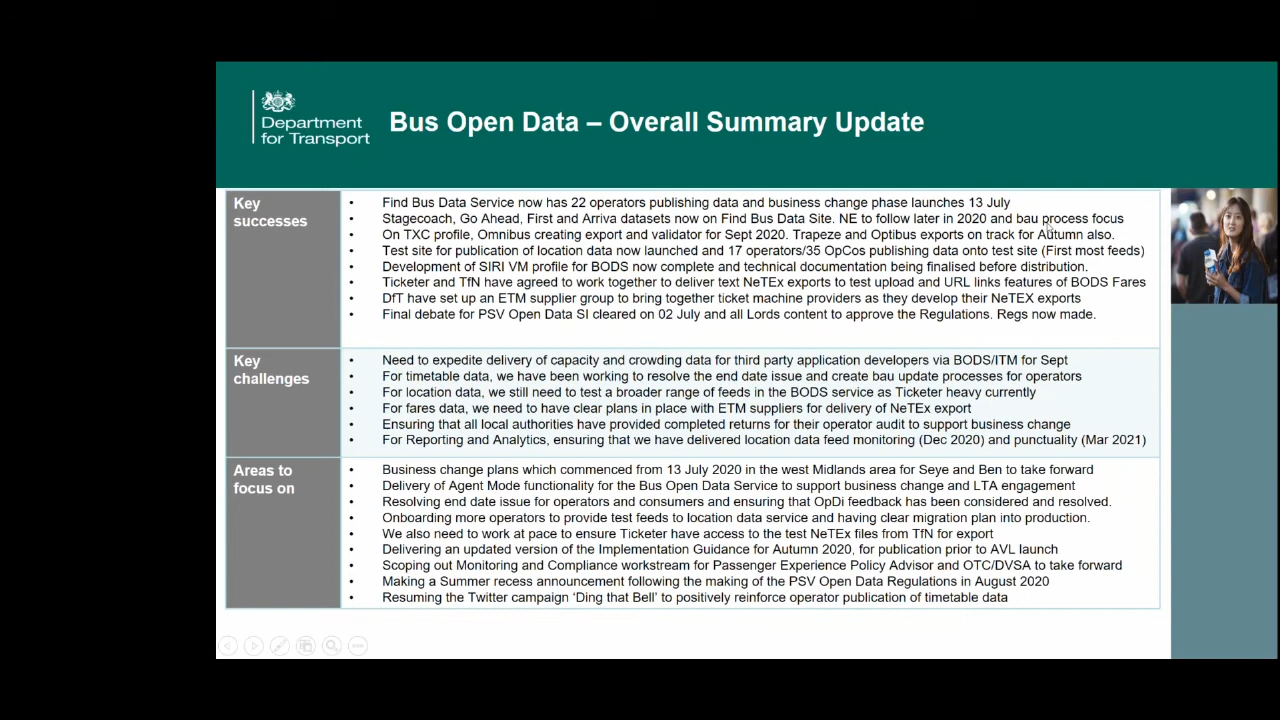 Department
for Transport
Bus Open Data – Overall Summary Update
Key
successes
• Find Bus Data Service now has 22 operators publishing data and business change phase launches 13 July
• Stagecoach, Go Ahead, First and Arriva datasets now on Find Bus Data Site. NE to follow later in 2020 and bau process focus
• On TXC profile, Omnibus creating export and validator for Sept 2020. Trapeze and Optibus exports on track for Autumn also.
• Test site for publication of location data now launched and 17 operators/35 OpCos publishing data onto test site (First most feeds)
• Development of SIRI VM profile for BODS now complete and technical documentation being finalised before distribution.
• Ticketer and TfN have agreed to work together to deliver text NeTEx exports to test upload and URL links features of BODS Fares
• DfT have set up an ETM supplier group to bring together ticket machine providers as they develop their NeTEX exports
• Final debate for PSV Open Data SI cleared on 02 July and all Lords content to approve the Regulations. Regs now made.
Key
challenges
• Need to expedite delivery of capacity and crowding data for third party application developers via BODS/ITM for Sept
• For timetable data, we have been working to resolve the end date issue and create bau update processes for operators
• For location data, we still need to test a broader range of feeds in the BODS service as Ticketer heavy currently
• For fares data, we need to have clear plans in place with ETM suppliers for delivery of NeTEx export
• Ensuring that all local authorities have provided completed returns for their operator audit to support business change
• For Reporting and Analytics, ensuring that we have delivered location data feed monitoring (Dec 2020) and punctuality (Mar 2021)
Areas to
focus on
• Business change plans which commenced from 13 July 2020 in the west Midlands area for Seye and Ben to take forward
• Delivery of Agent Mode functionality for the Bus Open Data Service to support business change and LTA engagement
• Resolving end date issue for operators and consumers and ensuring that OpDi feedback has been considered and resolved.
• Onboarding more operators to provide test feeds to location data service and having clear migration plan into production.
• We also need to work at pace to ensure Ticketer have access to the test NeTEx files from TfN for export
• Delivering an updated version of the Implementation Guidance for Autumn 2020, for publication prior to AVL launch
• Scoping out Monitoring and Compliance workstream for Passenger Experience Policy Advisor and OTC/DVSA to take forward
• Making a Summer recess announcement following the making of the PSV Open Data Regulations in August 2020
• Resuming the Twitter campaign ‘Ding that Bell’ to positively reinforce operator publication of timetable data